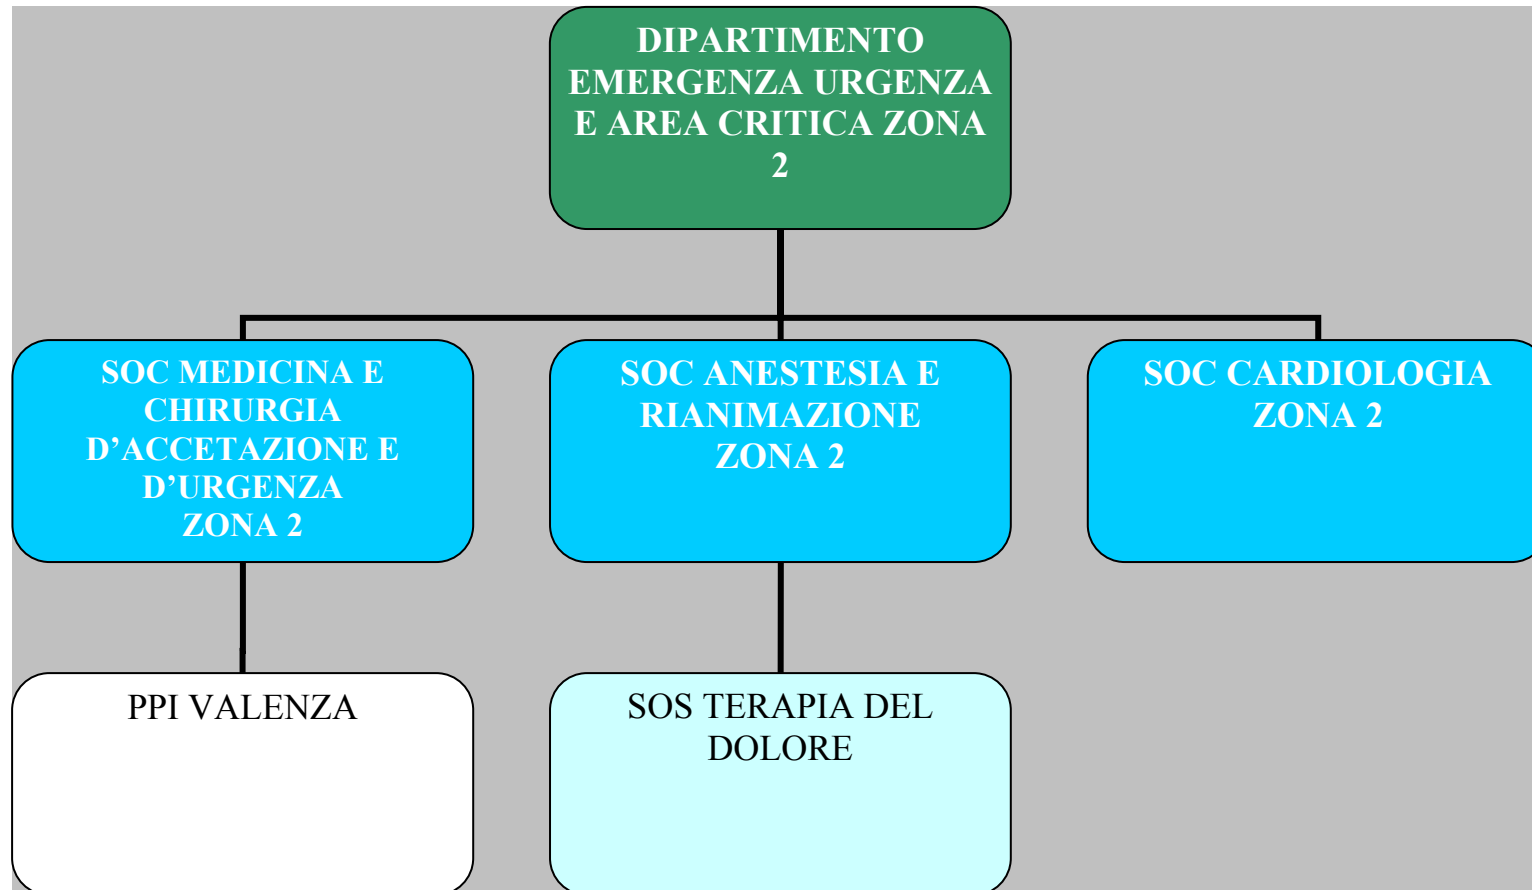 DIPARTIMENTO
EMERGENZA URGENZA
E AREA CRITICA ZONA
2
SOC MEDICINA E
CHIRURGIA
D’ACCETAZIONE E
D’URGENZA
ZONA 2
SOC ANESTESIA E
RIANIMAZIONE
ZONA 2
SOC CARDIOLOGIA
ZONA 2
PPI VALENZA
SOS TERAPIA DEL
DOLORE